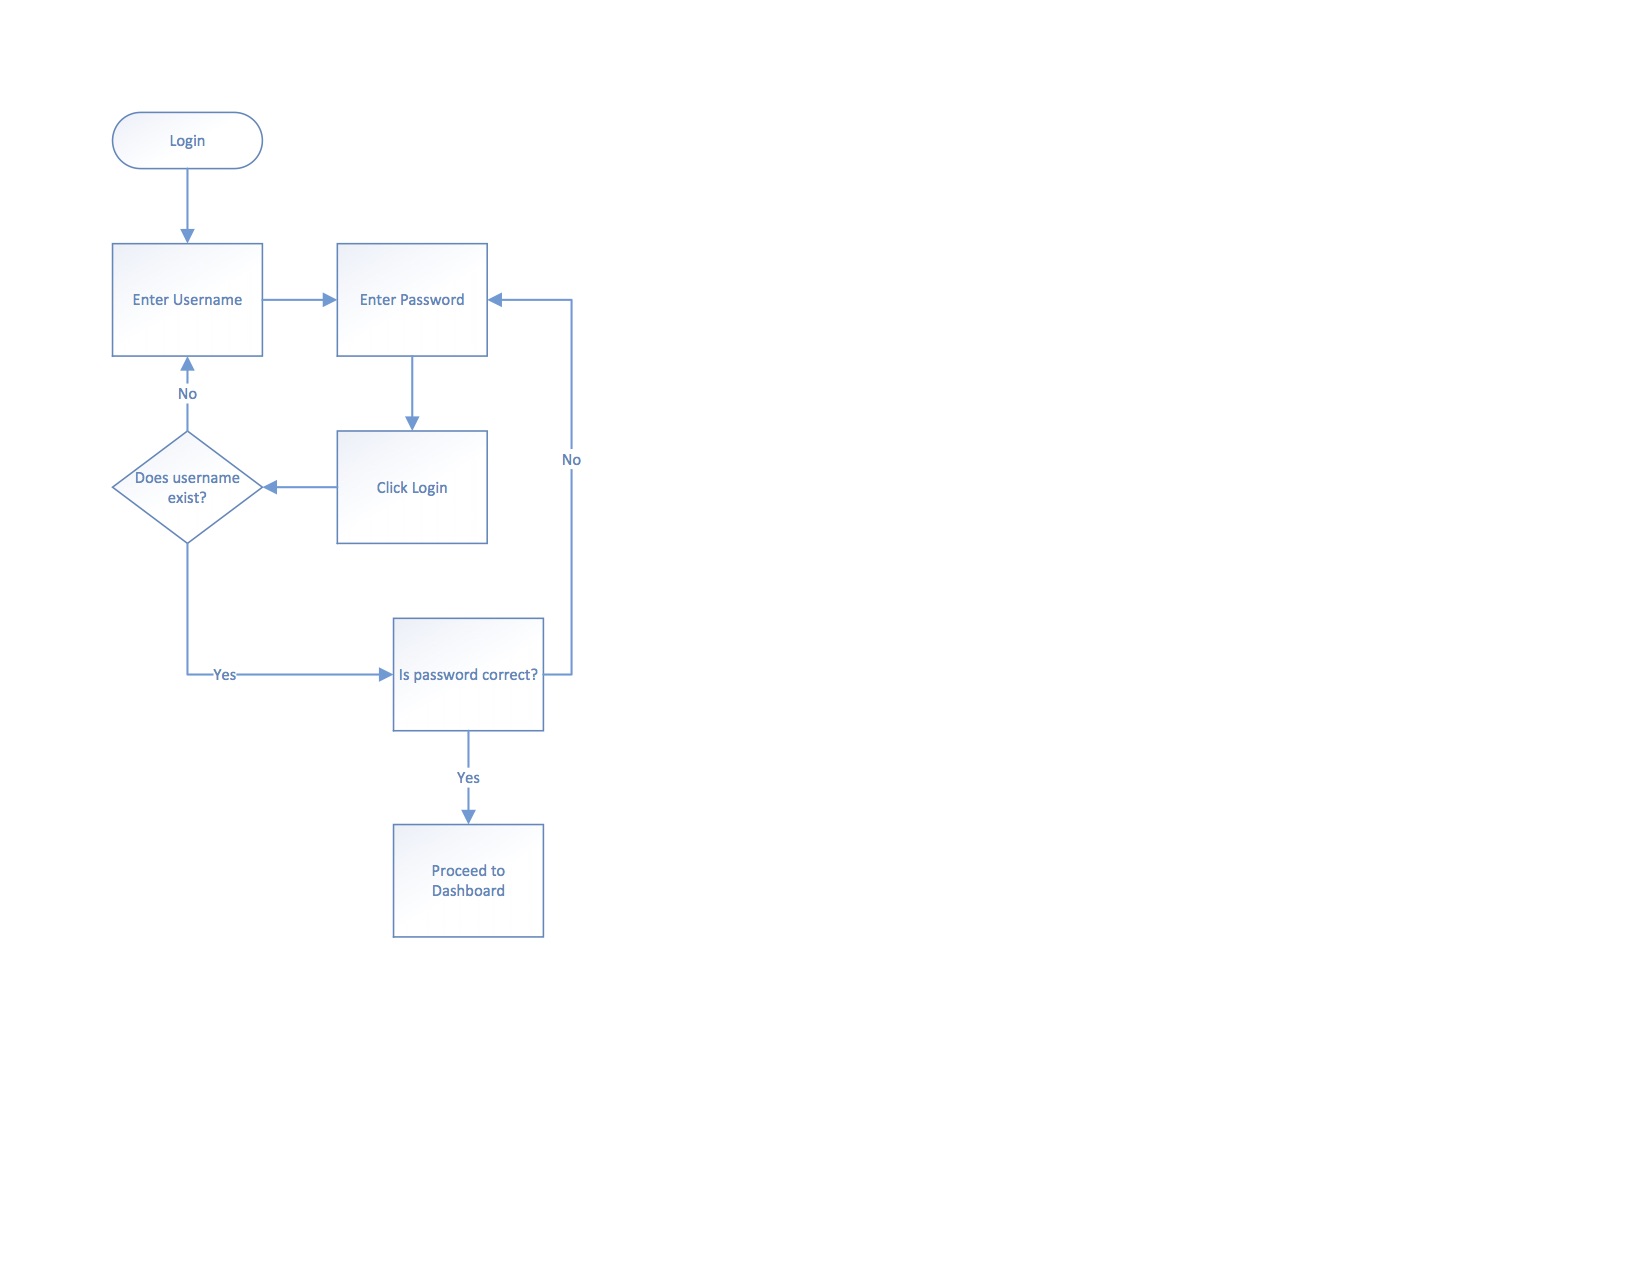 Login
Enter Username
Enter Password
No
Does username
exist?
Click Login
No
Yes
Is password correct?
Yes
Proceed to
Dashboard